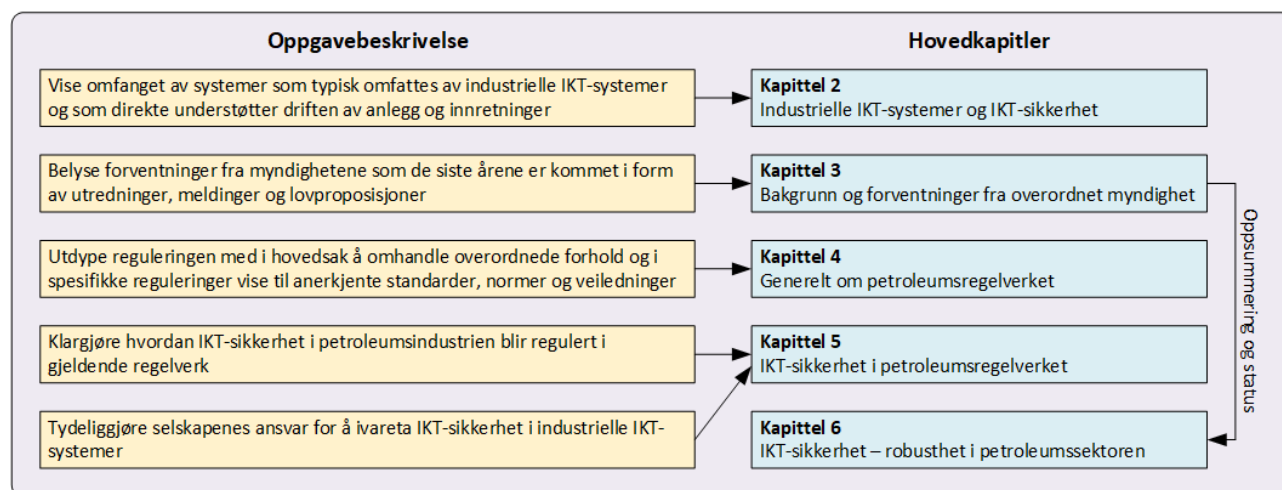 Oppgavebeskrivelse
Hovedkapitler
Vise omfanget av systemer som typisk omfattes av industrielle IKT-systemer
og som direkte understøtter driften av anlegg og innretninger
Kapittel 2
Industrielle IKT-systemer og IKT-sikkerhet
Belyse forventninger fra myndighetene som de siste årene er kommet i form
av utredninger, meldinger og lovproposisjoner
Kapittel 3
Bakgrunn og forventninger fra overordnet myndighet
Utdype reguleringen med i hovedsak å omhandle overordnede forhold og i
spesifikke reguleringer vise til anerkjente standarder, normer og veiledninger
Kapittel 4
Generelt om petroleumsregelverket
Klargjøre hvordan IKT-sikkerhet i petroleumsindustrien blir regulert i
gjeldende regelverk
Kapittel 5
IKT-sikkerhet i petroleumsregelverket
Tydeliggjøre selskapenes ansvar for å ivareta IKT-sikkerhet i industrielle IKT-
systemer
Kapittel 6
IKT-sikkerhet – robusthet i petroleumssektoren
Oppsummering og status